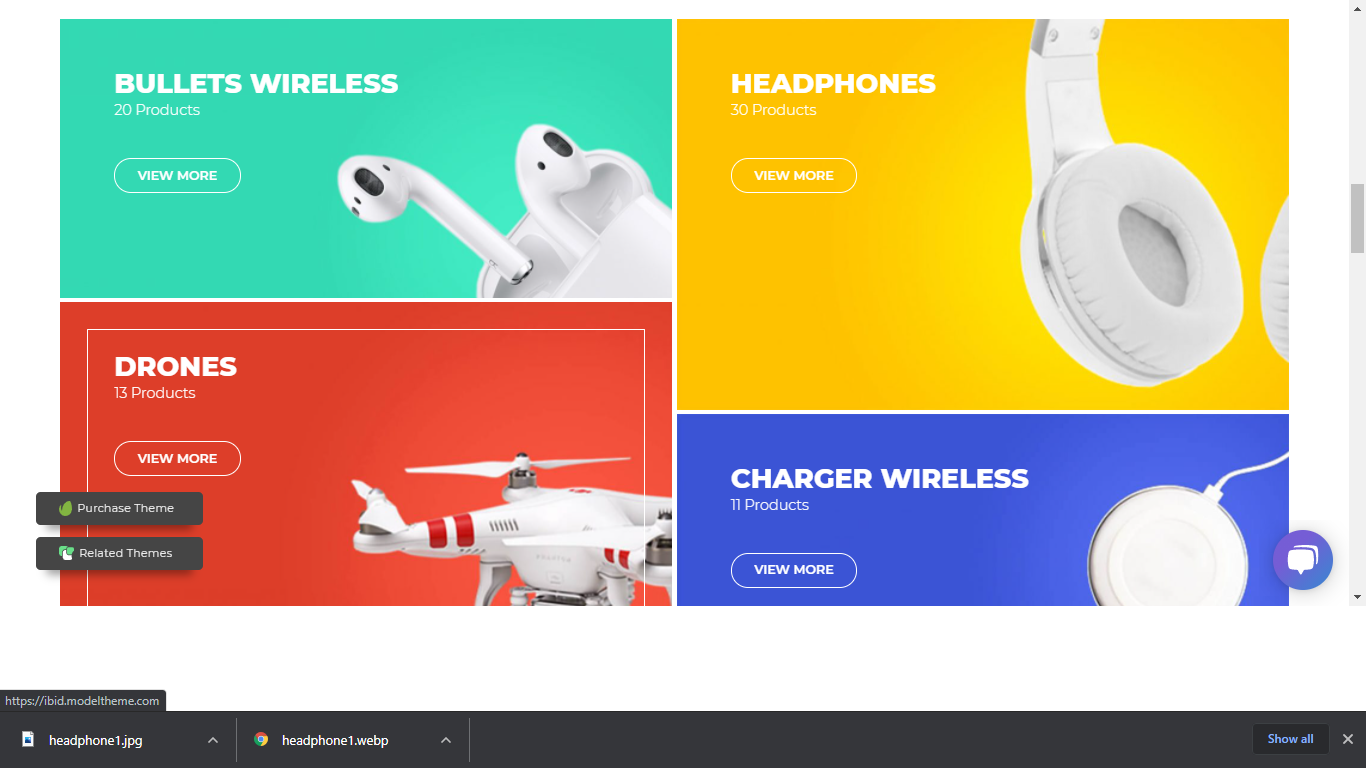 BULLETS WIRELESS
20 Products
VIEW MORE
HEADPHONES
30 Products
VIEW MORE
DRONES
13 Products
VIEW MORE
CHARGER WIRELESS
11 Products
VIEW MORE
Purchase Theme
Related Themes
https://ibid.modeltheme.com
headphone1.jpg
headphone1.webp
Show all